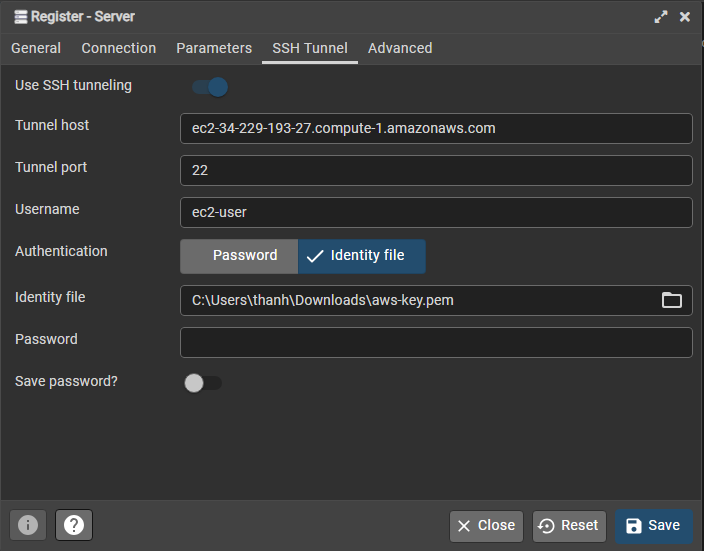 Register - Server
General Connection Parameters SSH Tunnel Advanced
Use SSH tunneling
Tunnel host ec2-34-229-193-27.compute-1.amazonaws.com
Tunnel port 22
Username ec2-user
Authentication Password Identity file
Identity file C:\Users\thanh\Downloads\aws-key.pem
Password
Save password?
Close Reset Save